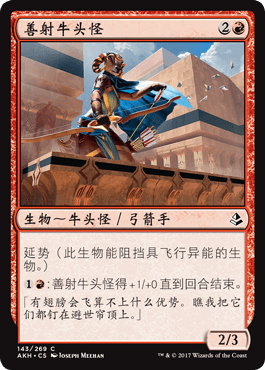 善射牛头怪 2
生物～牛头怪 / 弓箭手
延势（此生物能阻挡具飞行异能的生
物。）
1 ：善射牛头怪得+1/+0直到回合结束。
「有翅膀会飞算不上什么优势。瞧我把它
们都钉在避世帘顶上。」
143/269 C
AKH • CS Joseph Meehan
2/3
™ & © 2017 Wizards of the Coast